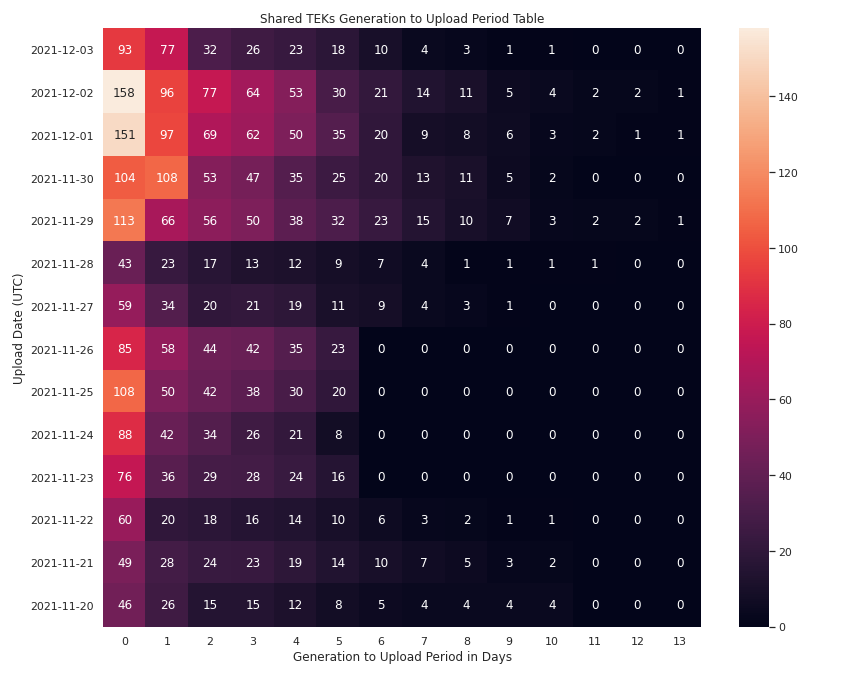 Shared TEKs Generation to Upload Period Table
2021-12-03 93 77 32 26 23 18 10 4 3 1 1 0 0 0
2021-12-02 158 96 77 64 53 30 21 14 11 5 4 2 2 1
2021-12-01 151 97 69 62 50 35 20 9 8 6 3 2 1 1
2021-11-30 104 108 53 47 35 25 20 13 11 5 2 0 0 0
2021-11-29 113 66 56 50 38 32 23 15 10 7 3 2 2 1
2021-11-28 43 23 17 13 12 9 7 4 1 1 1 1 0 0
2021-11-27 59 34 20 21 19 11 9 4 3 1 0 0 0 0
2021-11-26 85 58 44 42 35 23 0 0 0 0 0 0 0 0
2021-11-25 108 50 42 38 30 20 0 0 0 0 0 0 0 0
2021-11-24 88 42 34 26 21 8 0 0 0 0 0 0 0 0
2021-11-23 76 36 29 28 24 16 0 0 0 0 0 0 0 0
2021-11-22 60 20 18 16 14 10 6 3 2 1 1 0 0 0
2021-11-21 49 28 24 23 19 14 10 7 5 3 2 0 0 0
2021-11-20 46 26 15 15 12 8 5 4 4 4 4 0 0 0
0 1 2 3 4 5 6 7 8 9 10 11 12 13
Generation to Upload Period in Days
Upload Date (UTC)
140
120
100
80
60
40
20
0